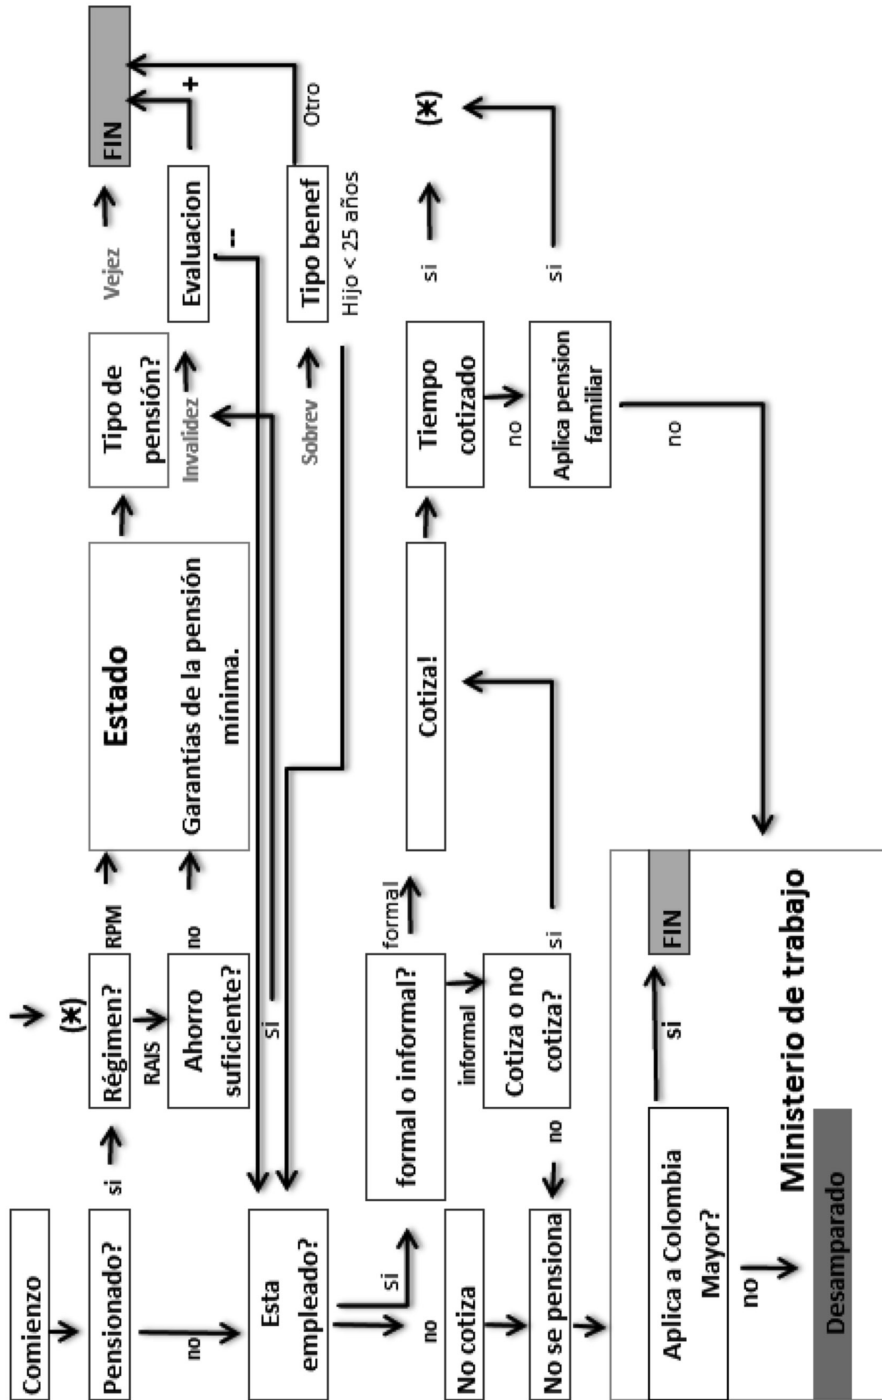 Comienzo
Pensionado?
si
no
(*)
Régimen?
RPM
RAIS
Ahorro
suficiente?
no
si
Estado
Garantías de la pensión
mínima.
Tipo de
pensión?
Vejez
FIN
Invalidez
Evaluacion
+
--
Sobrev
Tipo benef
Otro
Hijo < 25 años
Esta
empleado?
si
no
formal o informal?
formal
informal
Cotiza!
Tiempo
cotizado
si
(*)
no
Aplica pension
familiar
si
no
No cotiza
Cotiza o no
cotiza?
si
no
No se pensiona
Aplica a Colombia
Mayor?
si
FIN
no
Ministerio de trabajo
Desamparado